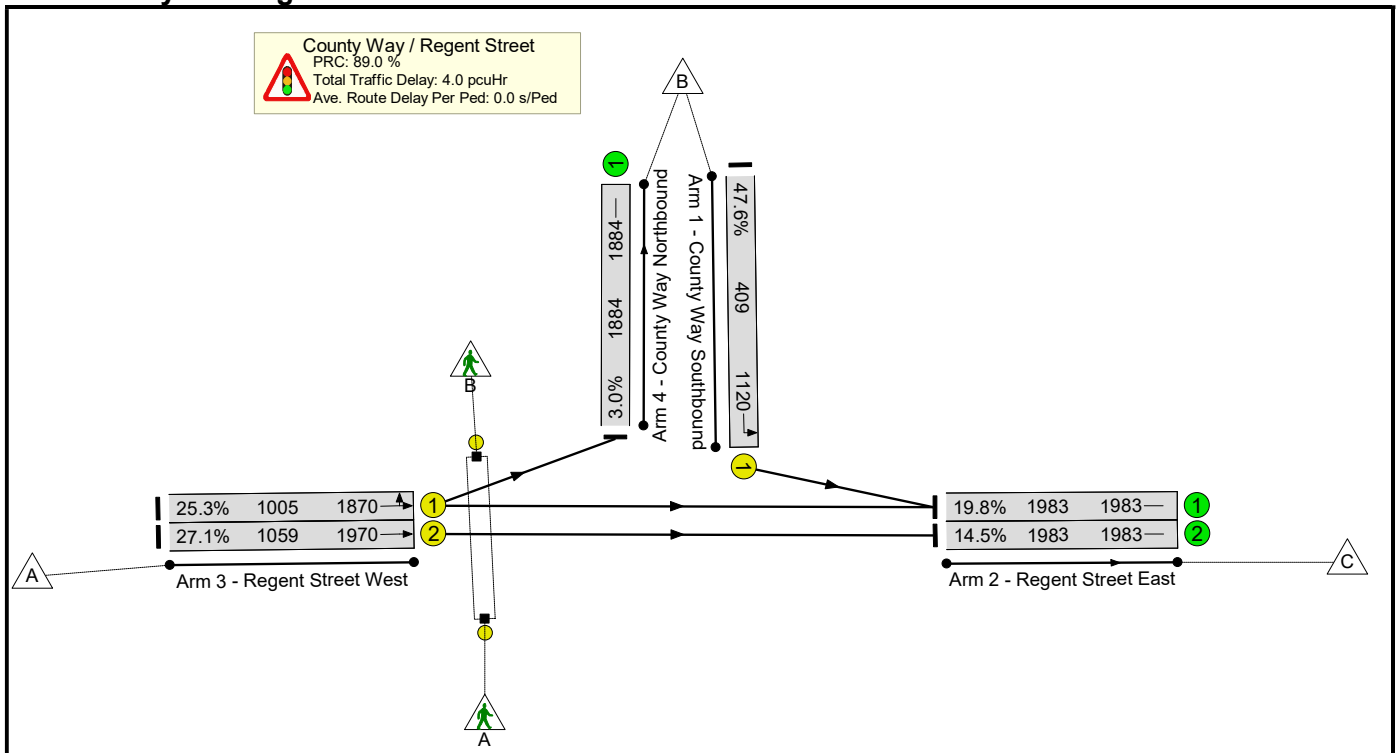 County Way / Regent Street
PRC: 89.0 %
Total Traffic Delay: 4.0 pcuHr
Ave. Route Delay Per Ped: 0.0 s/Ped
B
1
3.0% 1884 1884
Arm 4 - County Way Northbound
Arm 1 - County Way Southbound
47.6% 409 1120
1
B
25.3% 1005 1870
1
27.1% 1059 1970
2
A
Arm 3 - Regent Street West
19.8% 1983 1983
1
14.5% 1983 1983
2
Arm 2 - Regent Street East
C
A